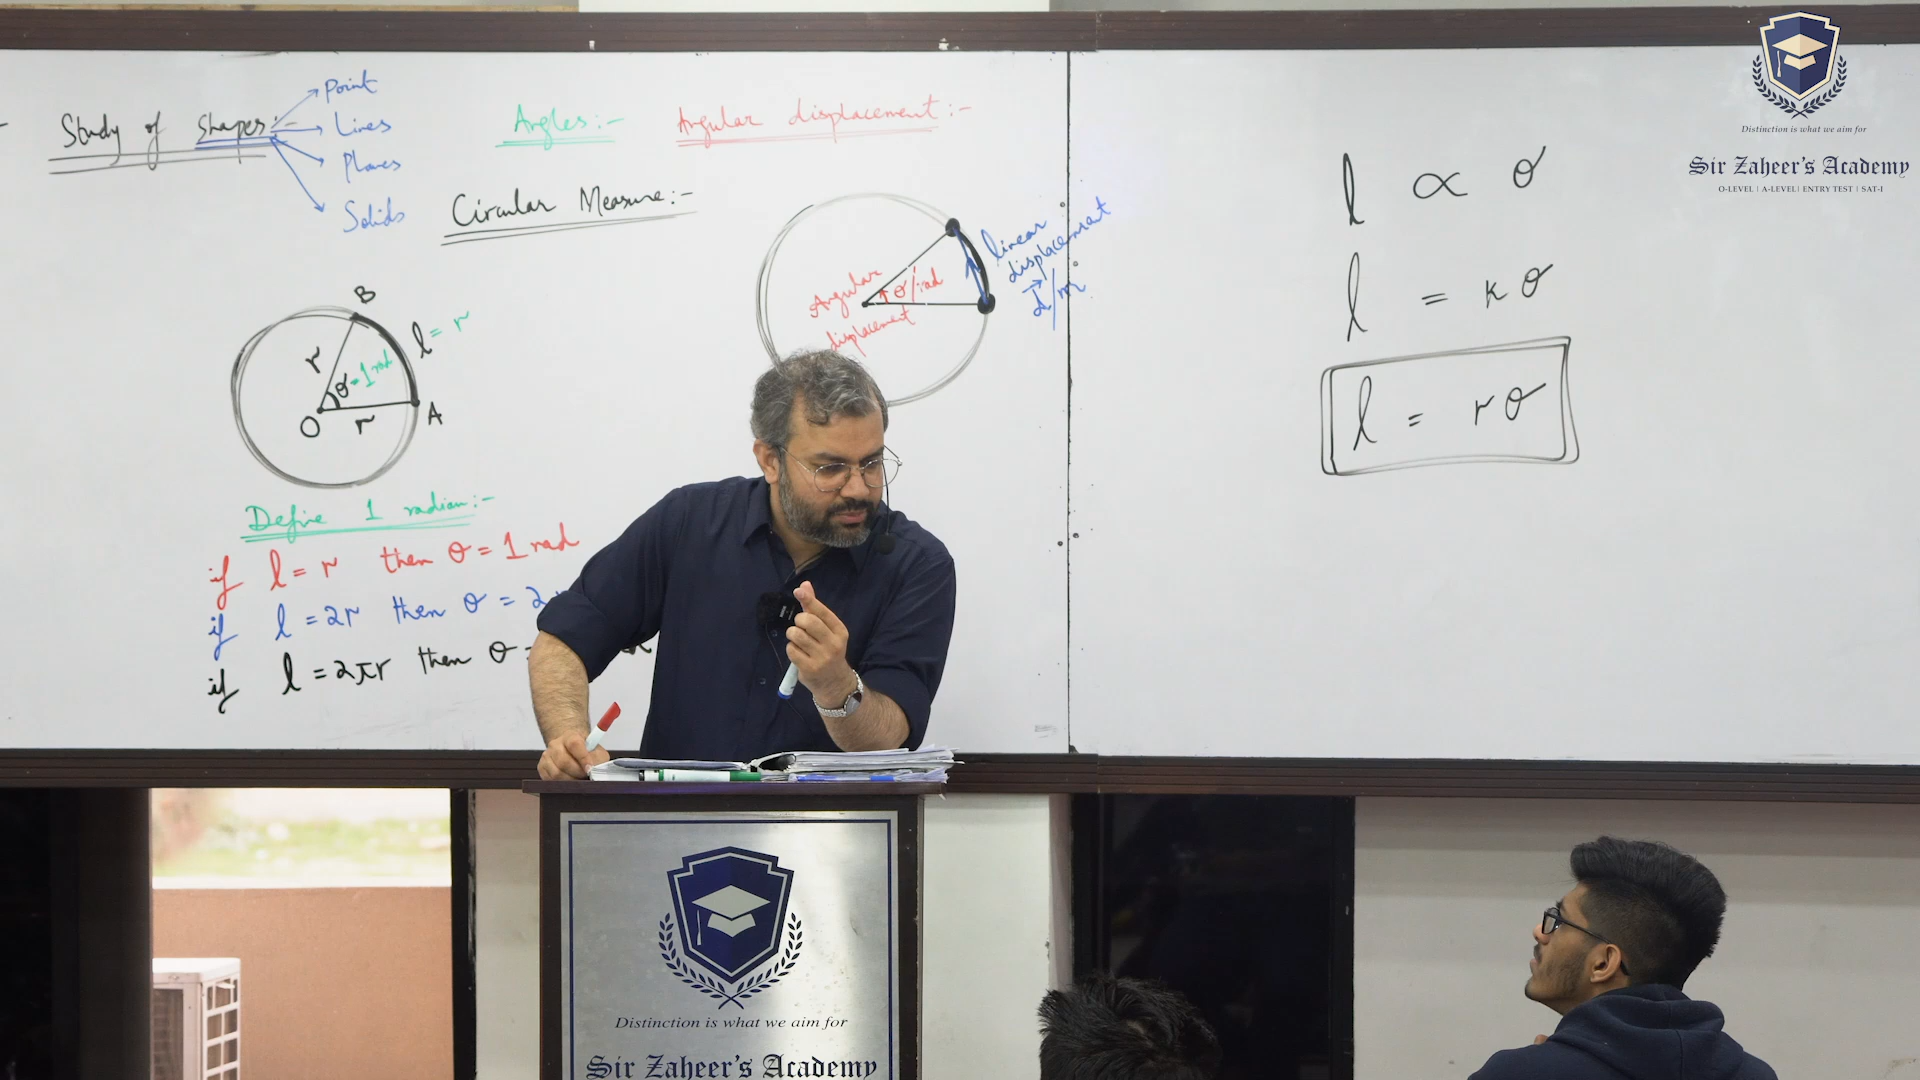 Study of Shapes:-
Point
Lines
Planes
Solids
Angles:-
Angular displacement:-
Circular Measure:-
B
r
l = r
θ=1 rad
O
r
A
Define 1 radian:-
if l = r then θ = 1 rad
if l = 2r then θ = 2
if l = 2πr then θ =
Angular
displacement
θ/rad
linear
displacement
d/m
l ∝ θ
l = kθ
l = rθ
Distinction is what we aim for
Sir Zaheer's Academy
O-LEVEL | A-LEVEL | ENTRY TEST | SAT-I
Distinction is what we aim for
Sir Zaheer's Academy